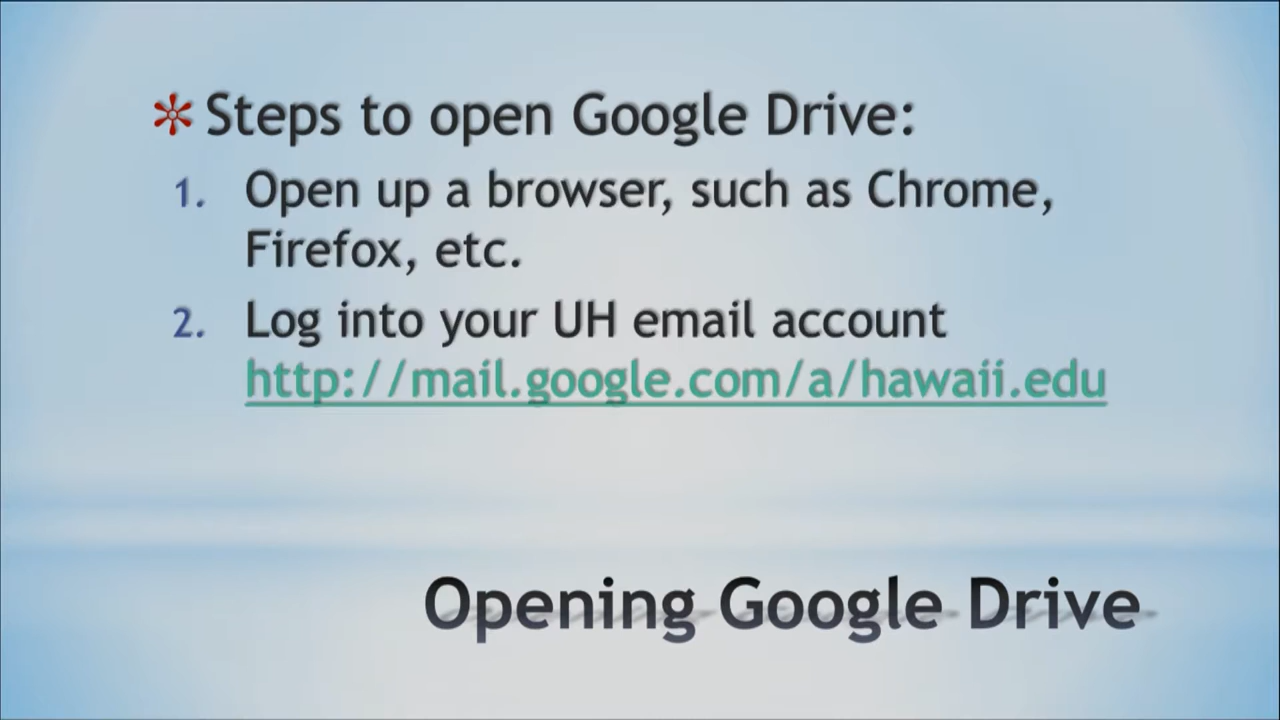 Steps to open Google Drive:
1. Open up a browser, such as Chrome,
Firefox, etc.
2. Log into your UH email account
http://mail.google.com/a/hawaii.edu
Opening Google Drive